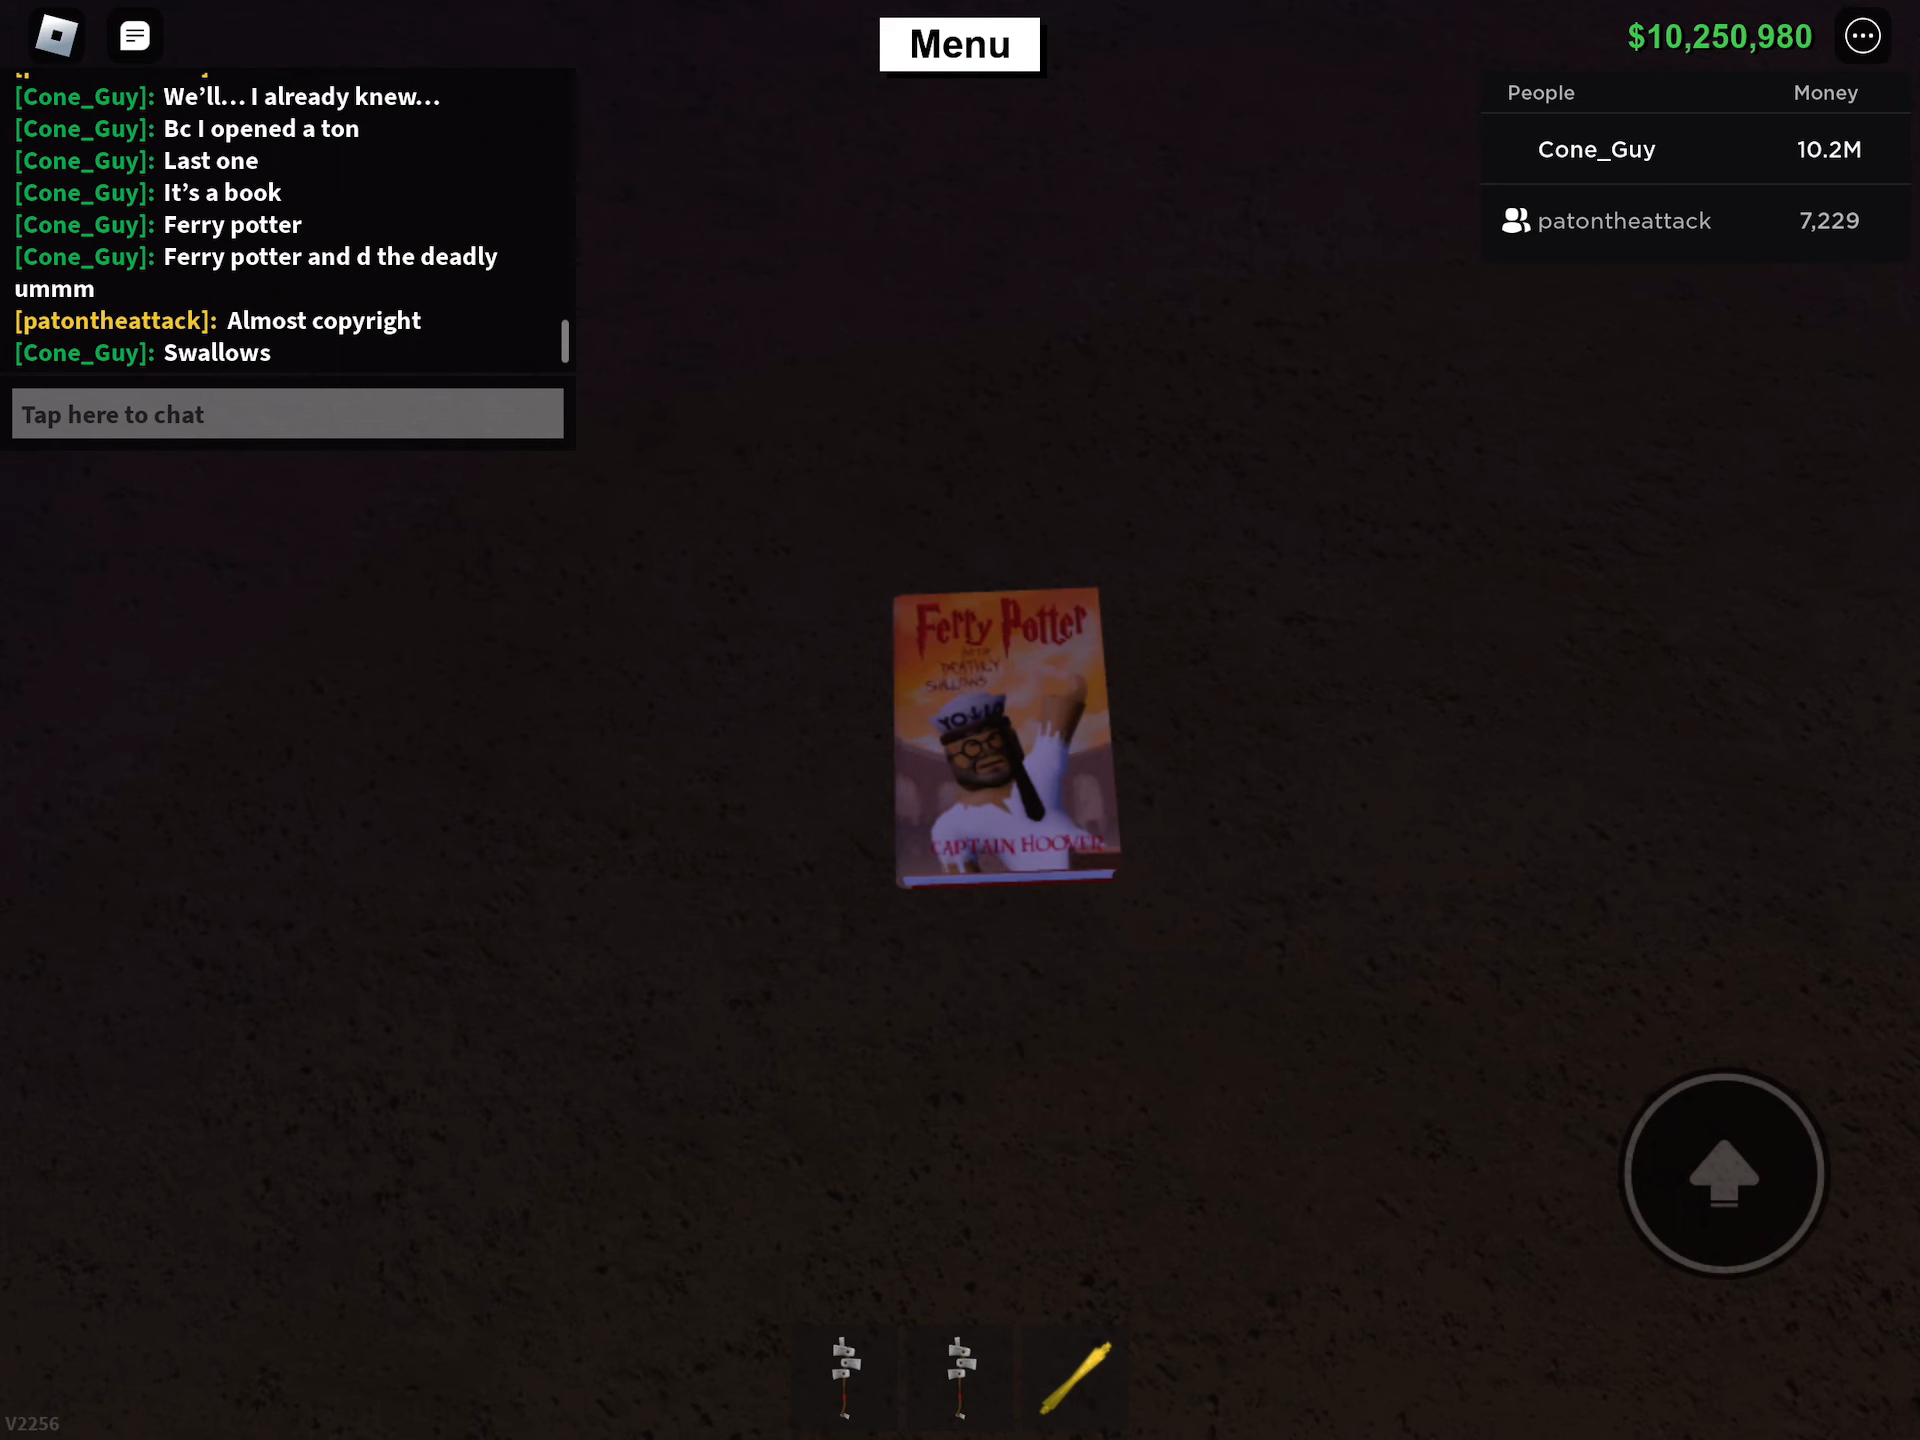 Menu
$10,250,980
[Cone_Guy]: We’ll... I already knew...
[Cone_Guy]: Bc I opened a ton
[Cone_Guy]: Last one
[Cone_Guy]: It’s a book
[Cone_Guy]: Ferry potter
[Cone_Guy]: Ferry potter and d the deadly
ummm
[patontheattack]: Almost copyright
[Cone_Guy]: Swallows
Tap here to chat
People Money
Cone_Guy 10.2M
patontheattack 7,229
Ferry Potter
DEATHLY
YO-HO
CAPTAIN HOOVER
V2256